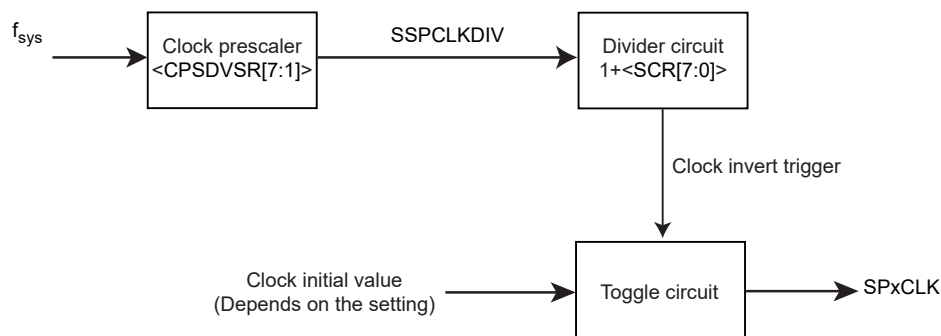 f_sys
Clock prescaler
<CPSDVSR[7:1]>
SSPCLKDIV
Divider circuit
1+<SCR[7:0]>
Clock invert trigger
Clock initial value
(Depends on the setting)
Toggle circuit
SPxCLK